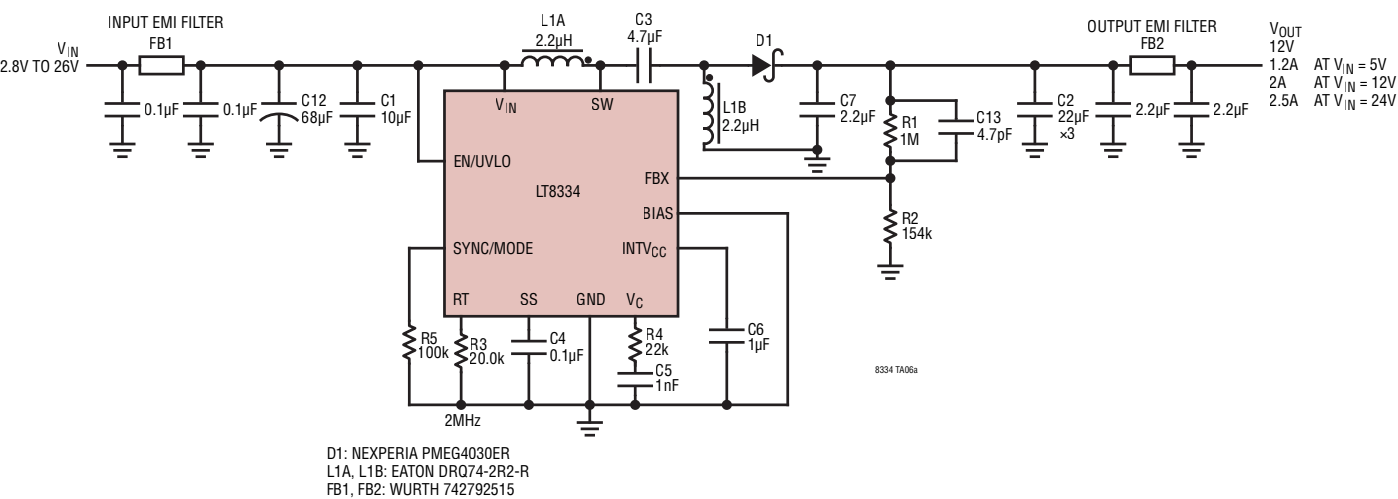 INPUT EMI FILTER
FB1
VIN
2.8V TO 26V
0.1µF
0.1µF
C12
68µF
C1
10µF
L1A
2.2µH
C3
4.7µF
D1
L1B
2.2µH
C7
2.2µF
R1
1M
C13
4.7pF
C2
22µF
×3
OUTPUT EMI FILTER
FB2
2.2µF
2.2µF
VOUT
12V
1.2A AT VIN = 5V
2A AT VIN = 12V
2.5A AT VIN = 24V
VIN
SW
EN/UVLO
LT8334
FBX
BIAS
SYNC/MODE
INTVCC
RT
SS
GND
VC
R2
154k
R5
100k
R3
20.0k
C4
0.1µF
R4
22k
C5
1nF
C6
1µF
2MHz
8334 TA06a
D1: NEXPERIA PMEG4030ER
L1A, L1B: EATON DRQ74-2R2-R
FB1, FB2: WURTH 742792515